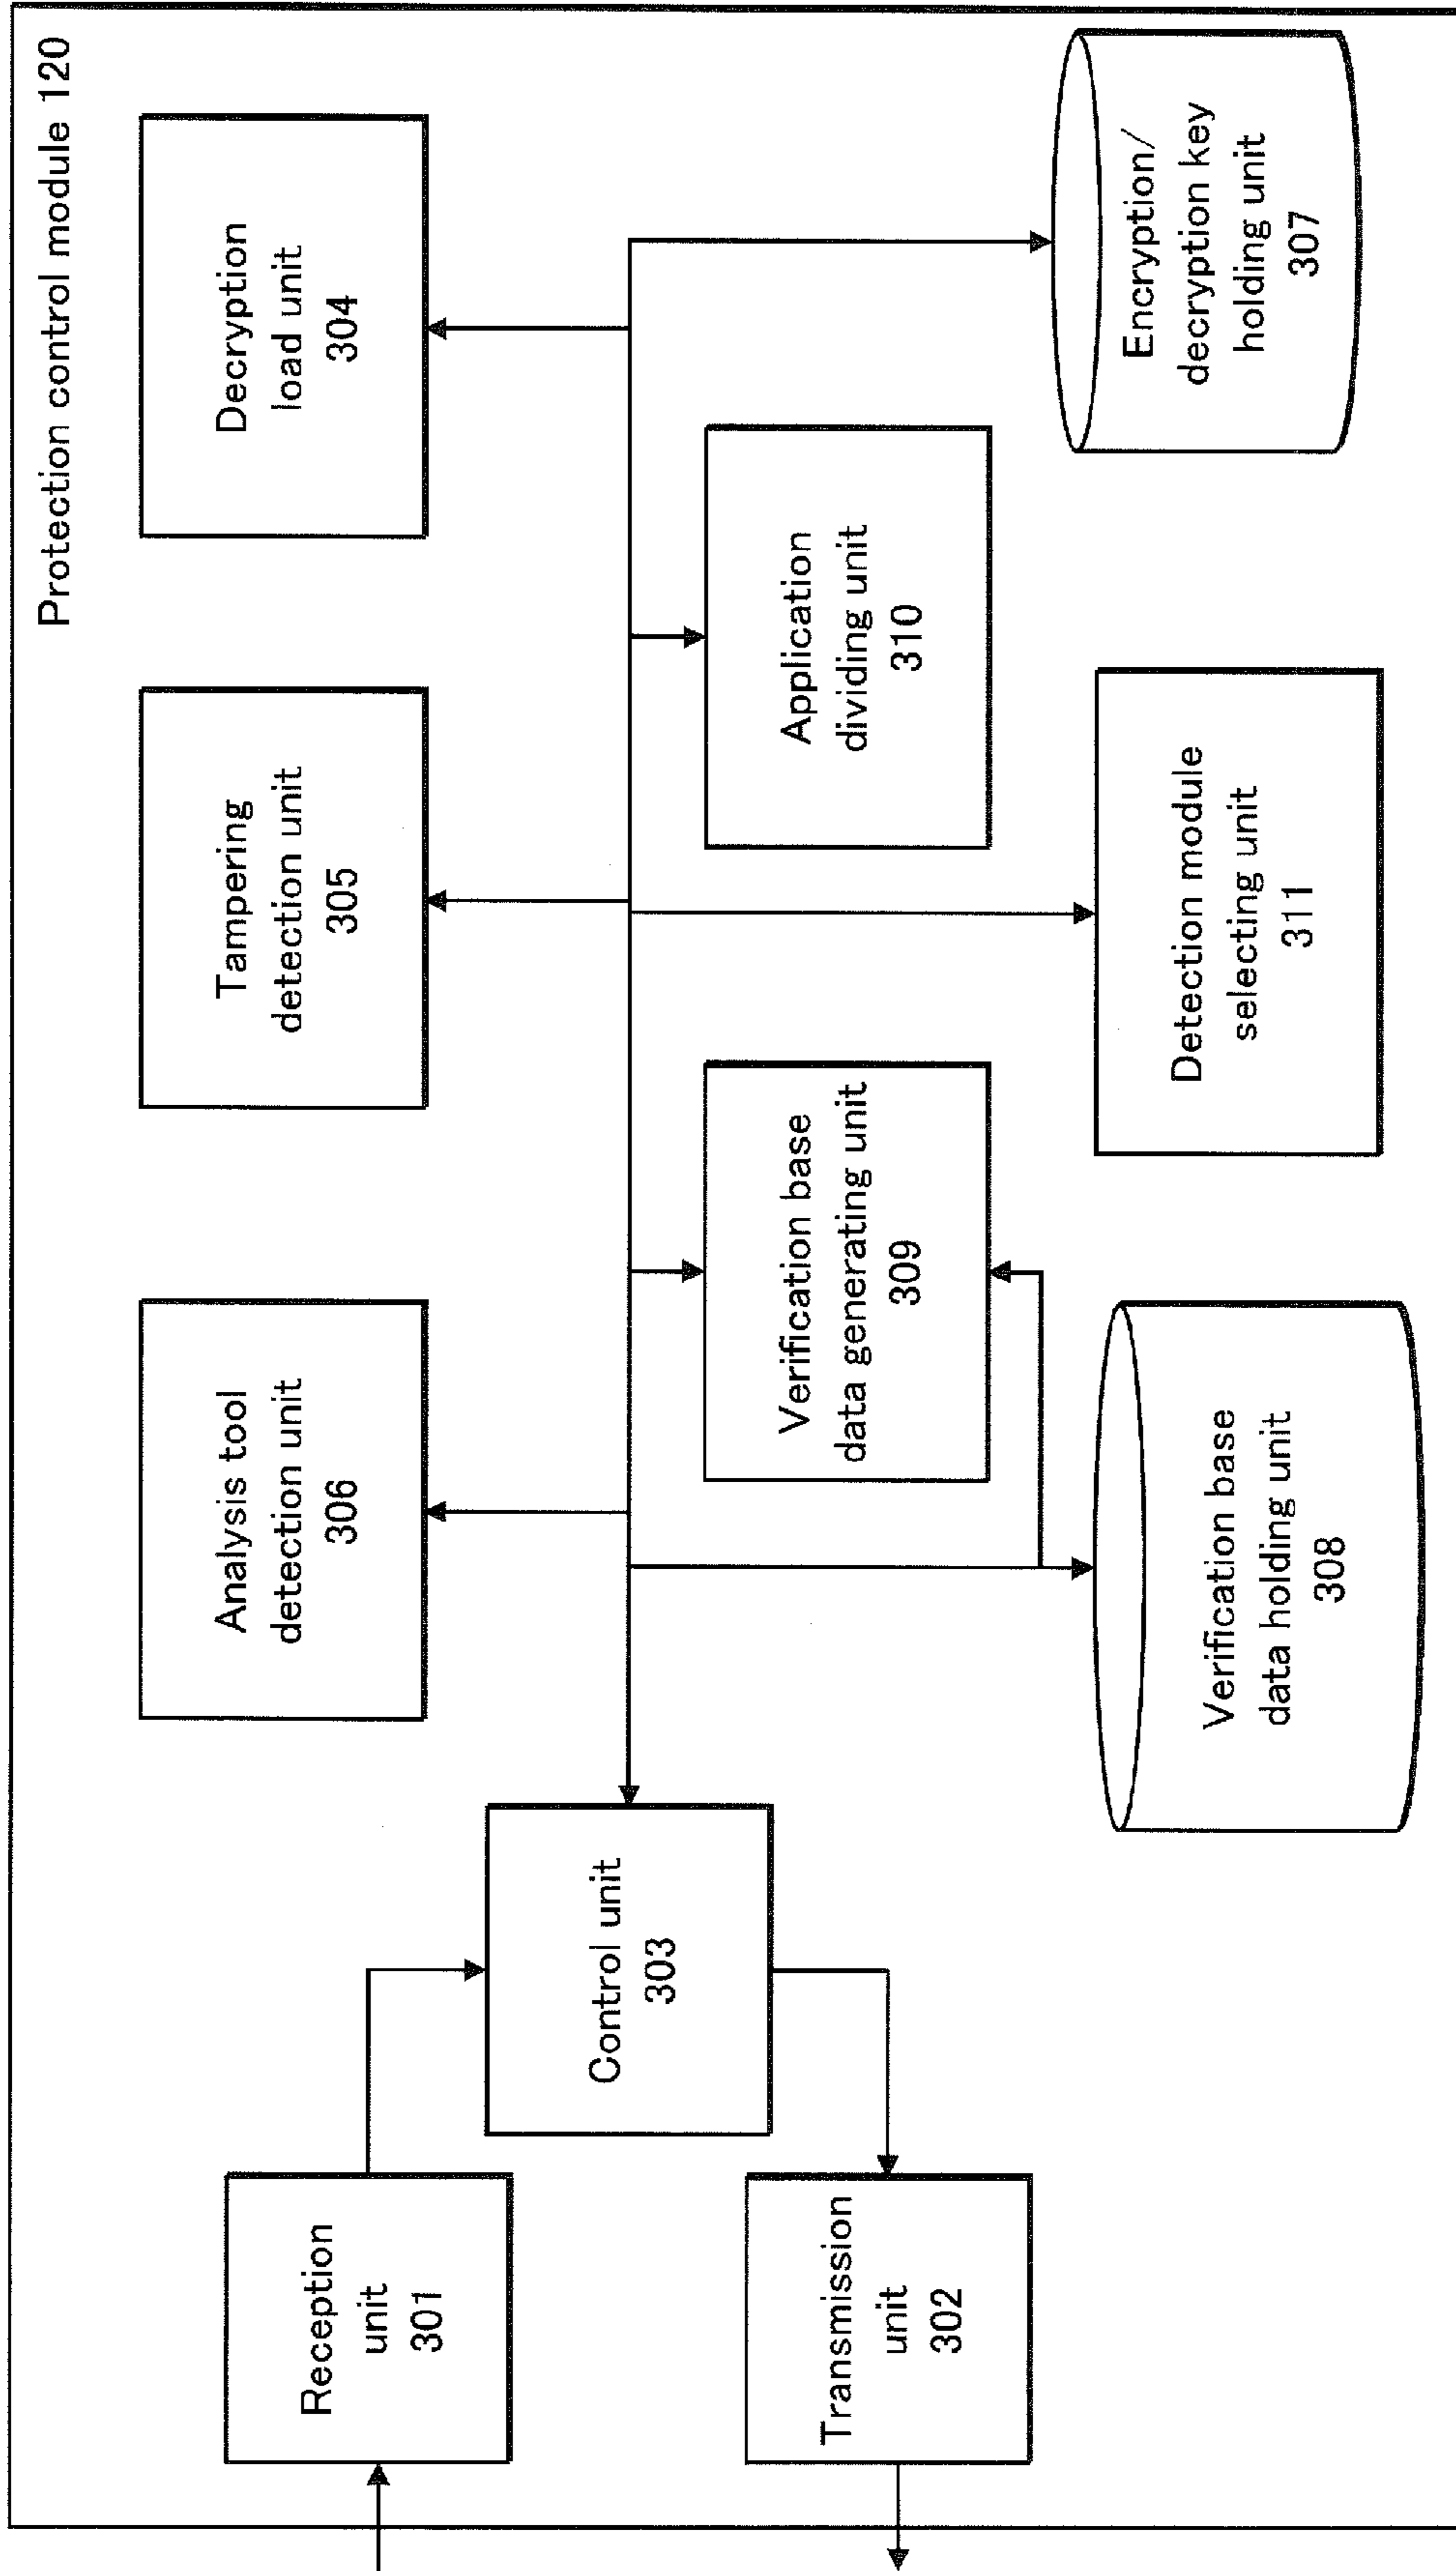 Protection control module 120
Reception
unit
301
Transmission
unit
302
Control unit
303
Analysis tool
detection unit
306
Tampering
detection unit
305
Decryption
load unit
304
Verification base
data generating unit
309
Application
dividing unit
310
Verification base
data holding unit
308
Detection module
selecting unit
311
Encryption/
decryption key
holding unit
307